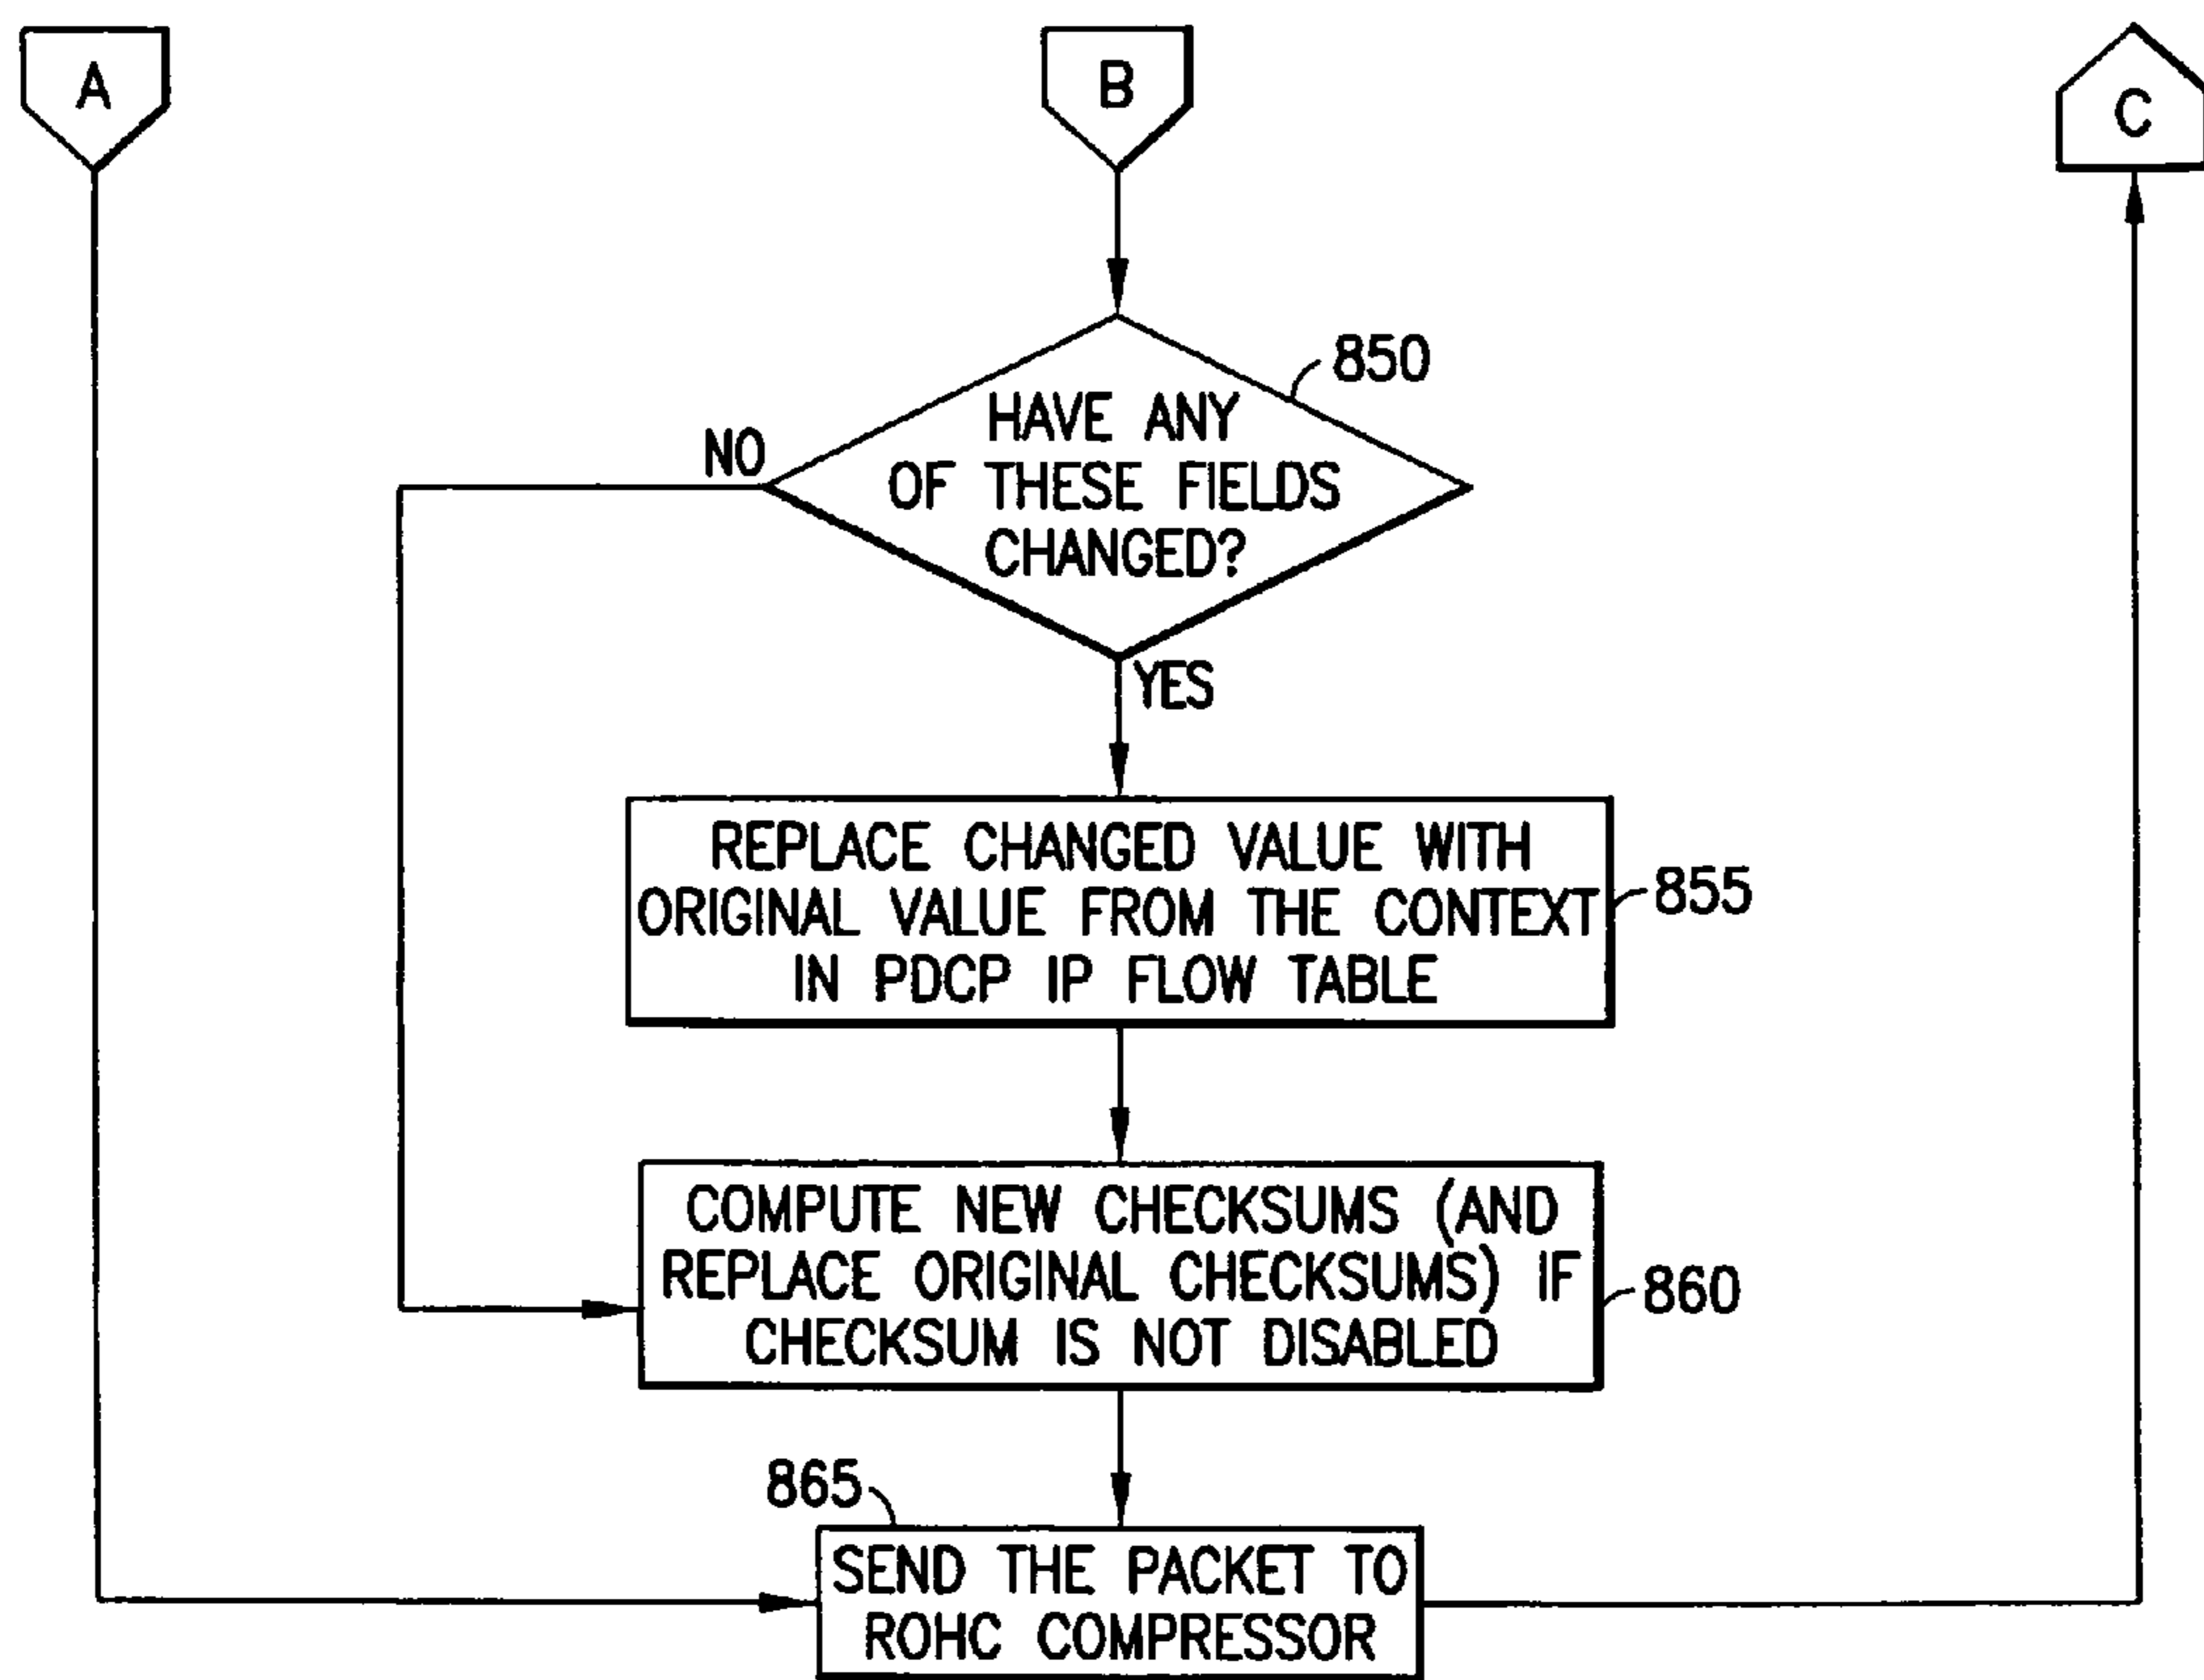 A
B
C
850
HAVE ANY
OF THESE FIELDS
CHANGED?
NO
YES
REPLACE CHANGED VALUE WITH
ORIGINAL VALUE FROM THE CONTEXT
IN PDCP IP FLOW TABLE
855
COMPUTE NEW CHECKSUMS (AND
REPLACE ORIGINAL CHECKSUMS) IF
CHECKSUM IS NOT DISABLED
860
865
SEND THE PACKET TO
ROHC COMPRESSOR